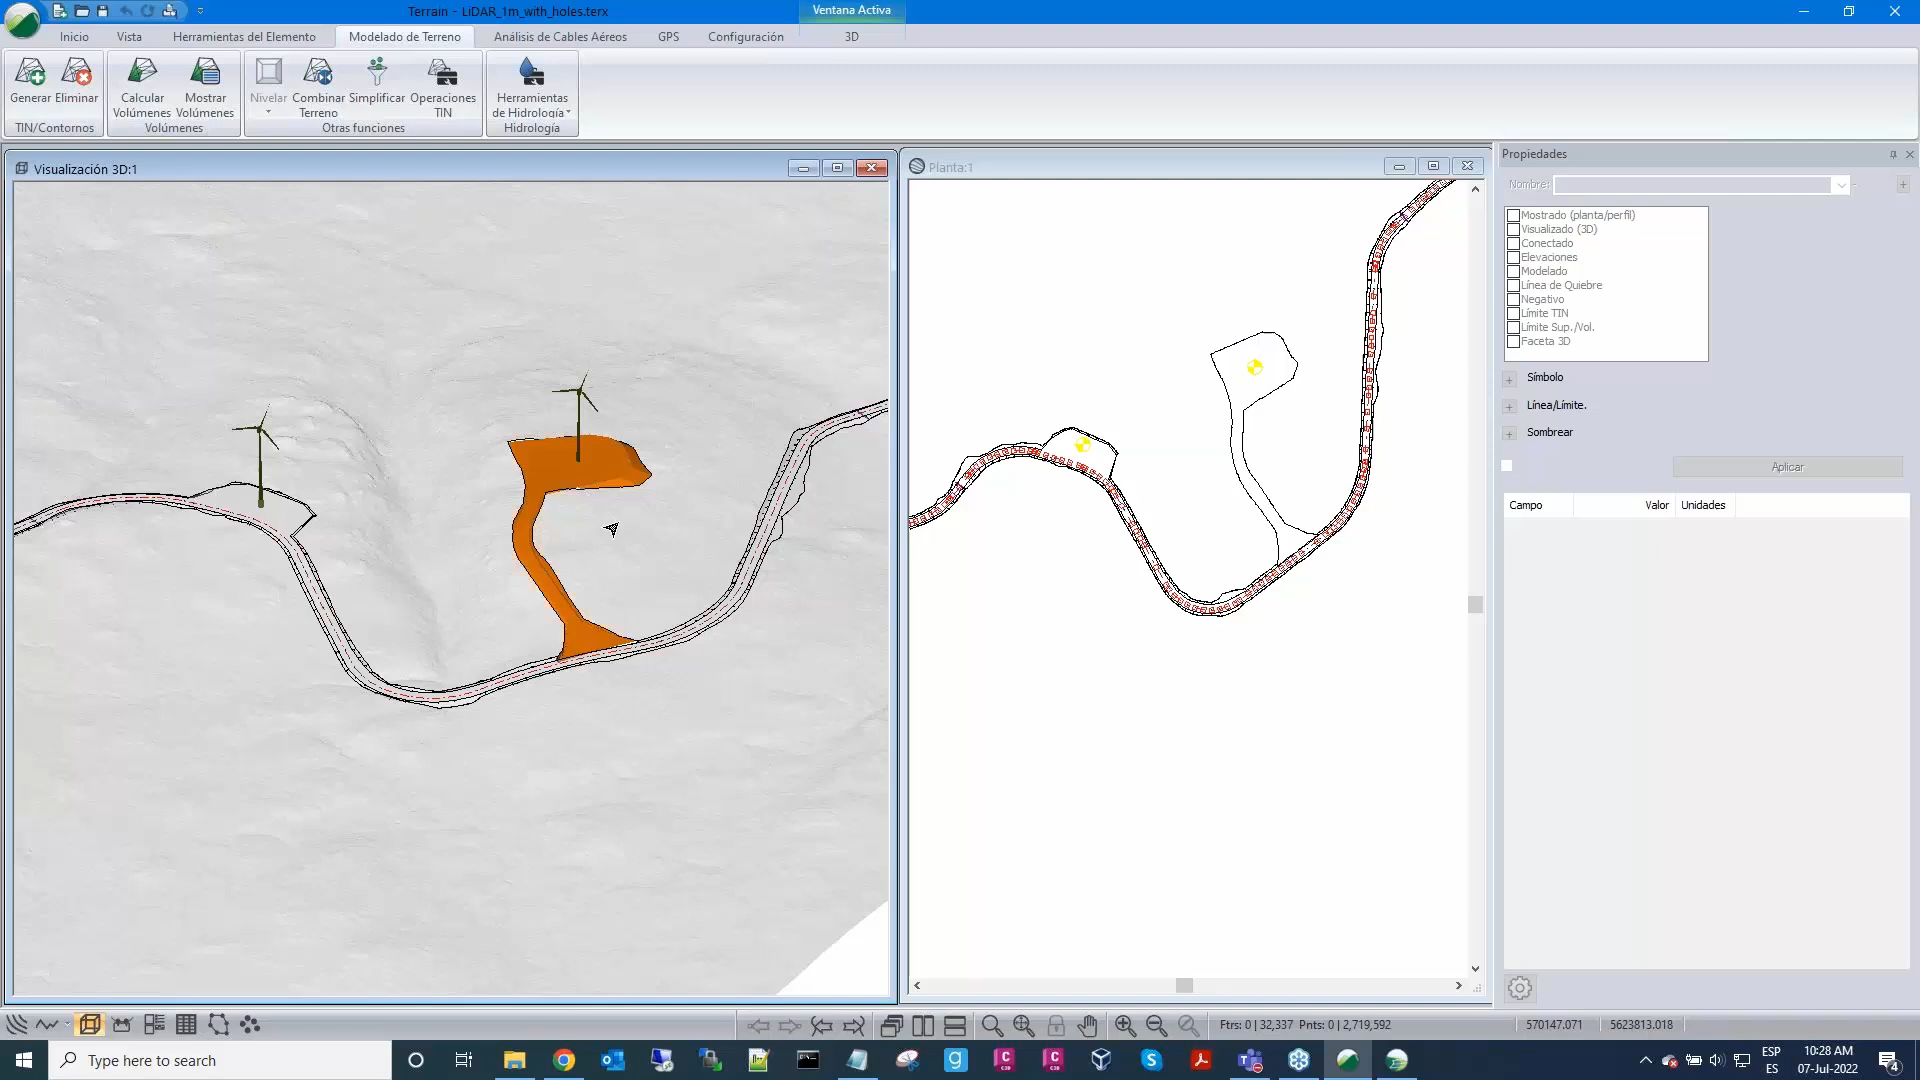 Terrain - LiDAR_1m_with_holes.terx
Ventana Activa
Inicio
Vista
Herramientas del Elemento
Modelado de Terreno
Análisis de Cables Aéreos
GPS
Configuración
3D
Generar
Eliminar
TIN/Contornos
Calcular Volúmenes
Mostrar Volúmenes
Volúmenes
Nivelar
Combinar Terreno
Simplificar
Operaciones TIN
Otras funciones
Herramientas de Hidrología
Hidrología
Visualización 3D:1
Planta:1
Propiedades
Nombre:
Mostrado (planta/perfil)
Visualizado (3D)
Conectado
Elevaciones
Modelado
Línea de Quiebre
Negativo
Límite TIN
Límite Sup./Vol.
Faceta 3D
Símbolo
Línea/Límite.
Sombrear
Aplicar
Campo
Valor
Unidades
Ftrs: 0 | 32,337 Pnts: 0 | 2,719,592
570147.071
5623813.018
Type here to search
ESP
ES
10:28 AM
07-Jul-2022
4